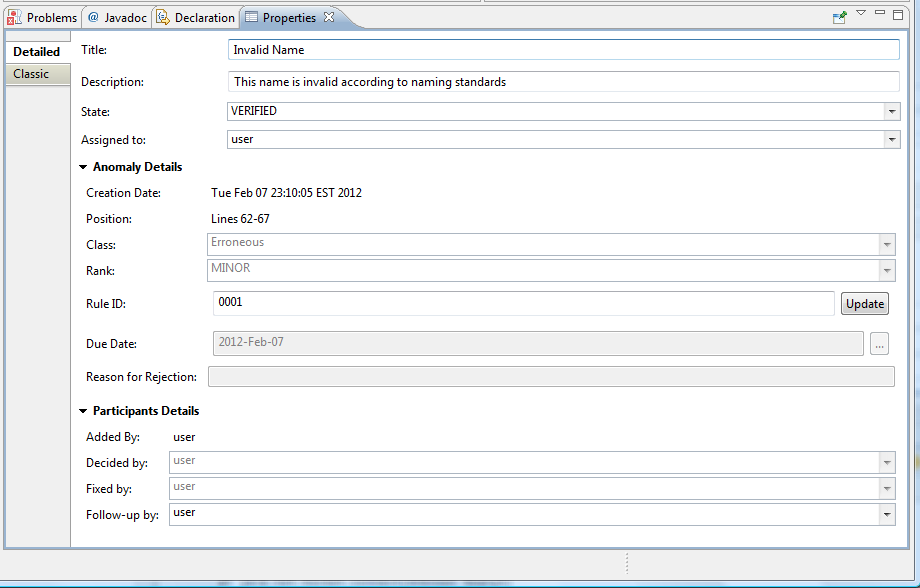 Problems @ Javadoc Declaration Properties
Detailed
Classic
Title: Invalid Name
Description: This name is invalid according to naming standards
State: VERIFIED
Assigned to: user
Anomaly Details
Creation Date: Tue Feb 07 23:10:05 EST 2012
Position: Lines 62-67
Class: Erroneous
Rank: MINOR
Rule ID: 0001 Update
Due Date: 2012-Feb-07 ...
Reason for Rejection:
Participants Details
Added By: user
Decided by: user
Fixed by: user
Follow-up by: user